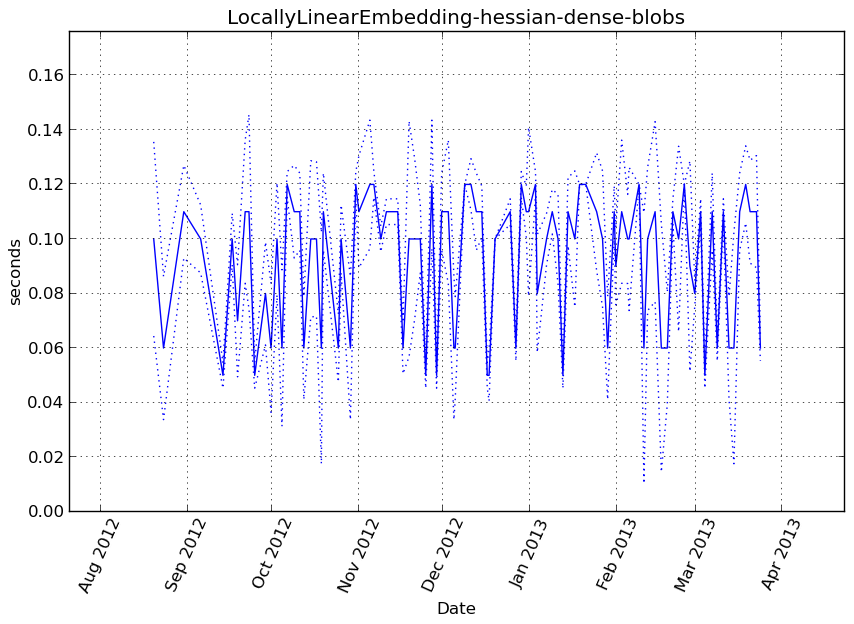 LocallyLinearEmbedding-hessian-dense-blobs
0.16
0.14
0.12
0.10
0.08
0.06
0.04
0.02
0.00
seconds
Aug 2012
Sep 2012
Oct 2012
Nov 2012
Dec 2012
Jan 2013
Feb 2013
Mar 2013
Apr 2013
Date